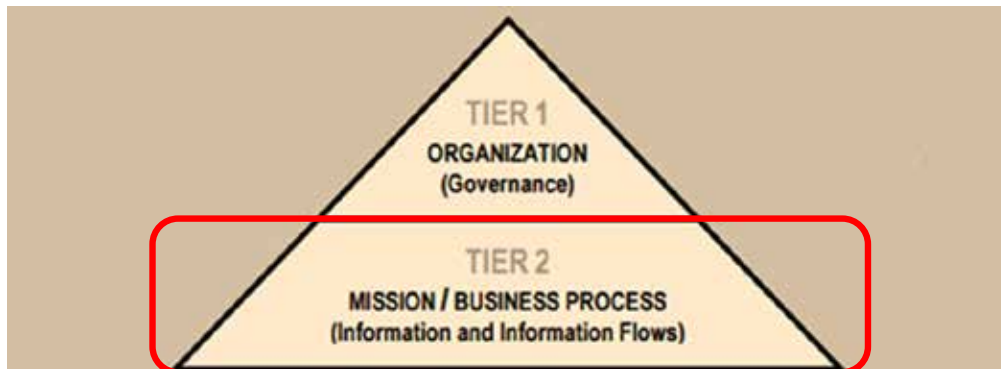 TIER 1
ORGANIZATION
(Governance)
TIER 2
MISSION / BUSINESS PROCESS
(Information and Information Flows)